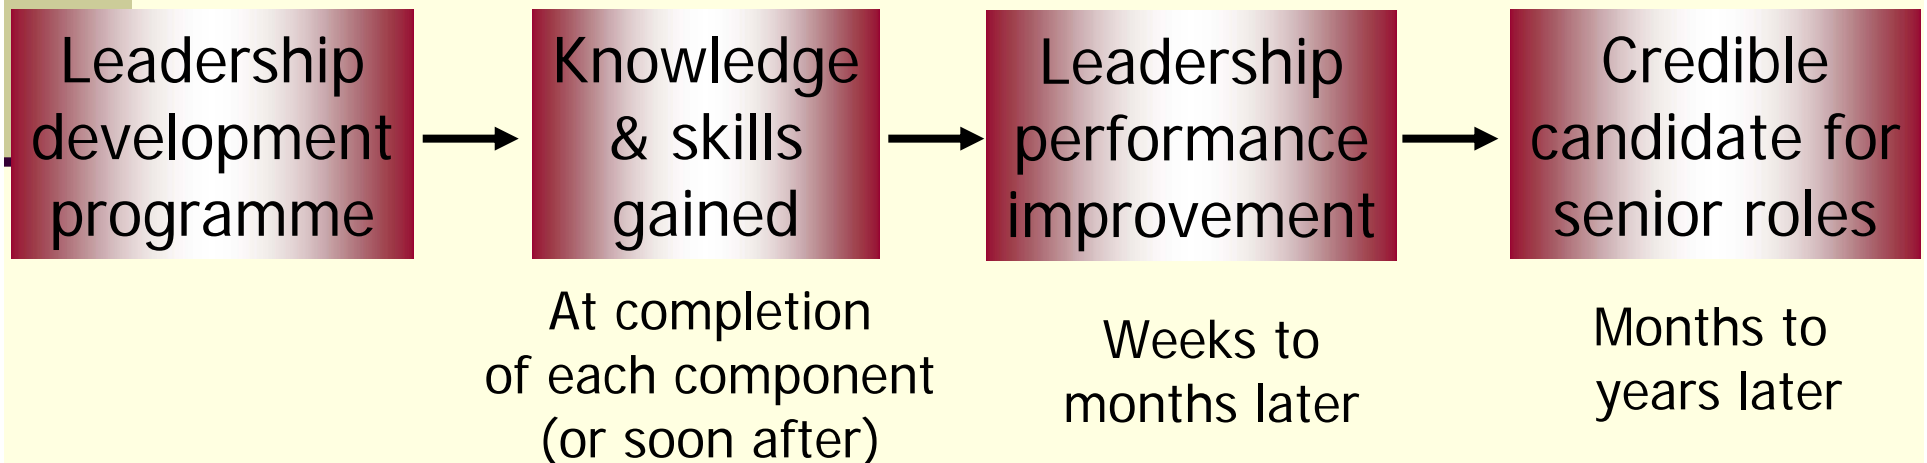 Leadership
development
programme
Knowledge
& skills
gained
Leadership
performance
improvement
Credible
candidate for
senior roles
At completion
of each component
(or soon after)
Weeks to
months later
Months to
years later